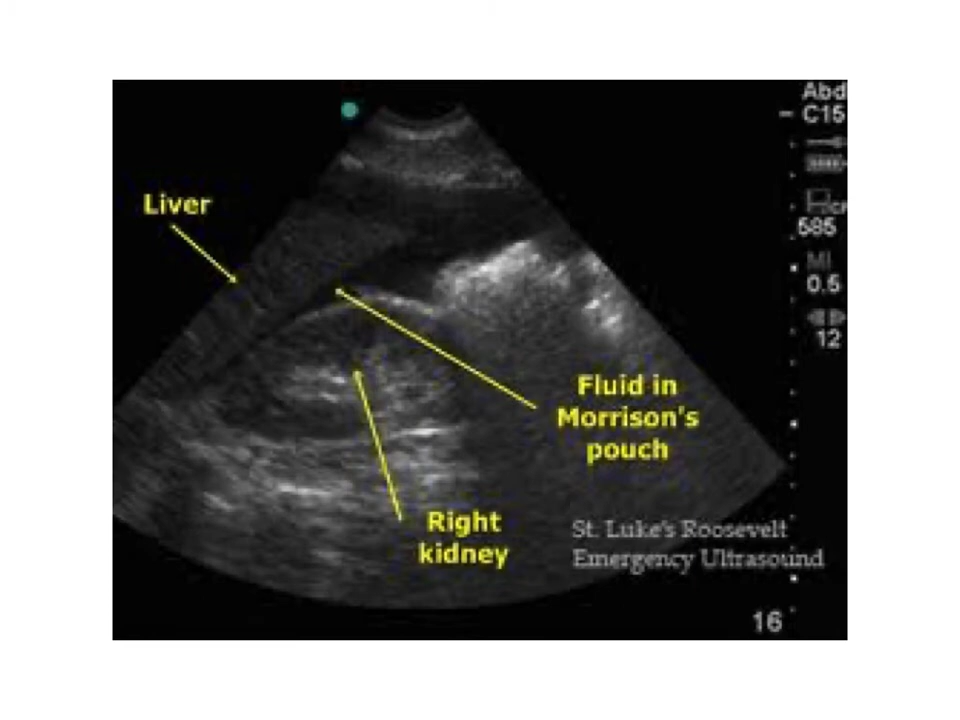 Abd
C15
Liver
585
MI
0.5
12
Fluid in
Morrison's
pouch
Right
kidney
St. Luke's Roosevelt
Emergency Ultrasound
16